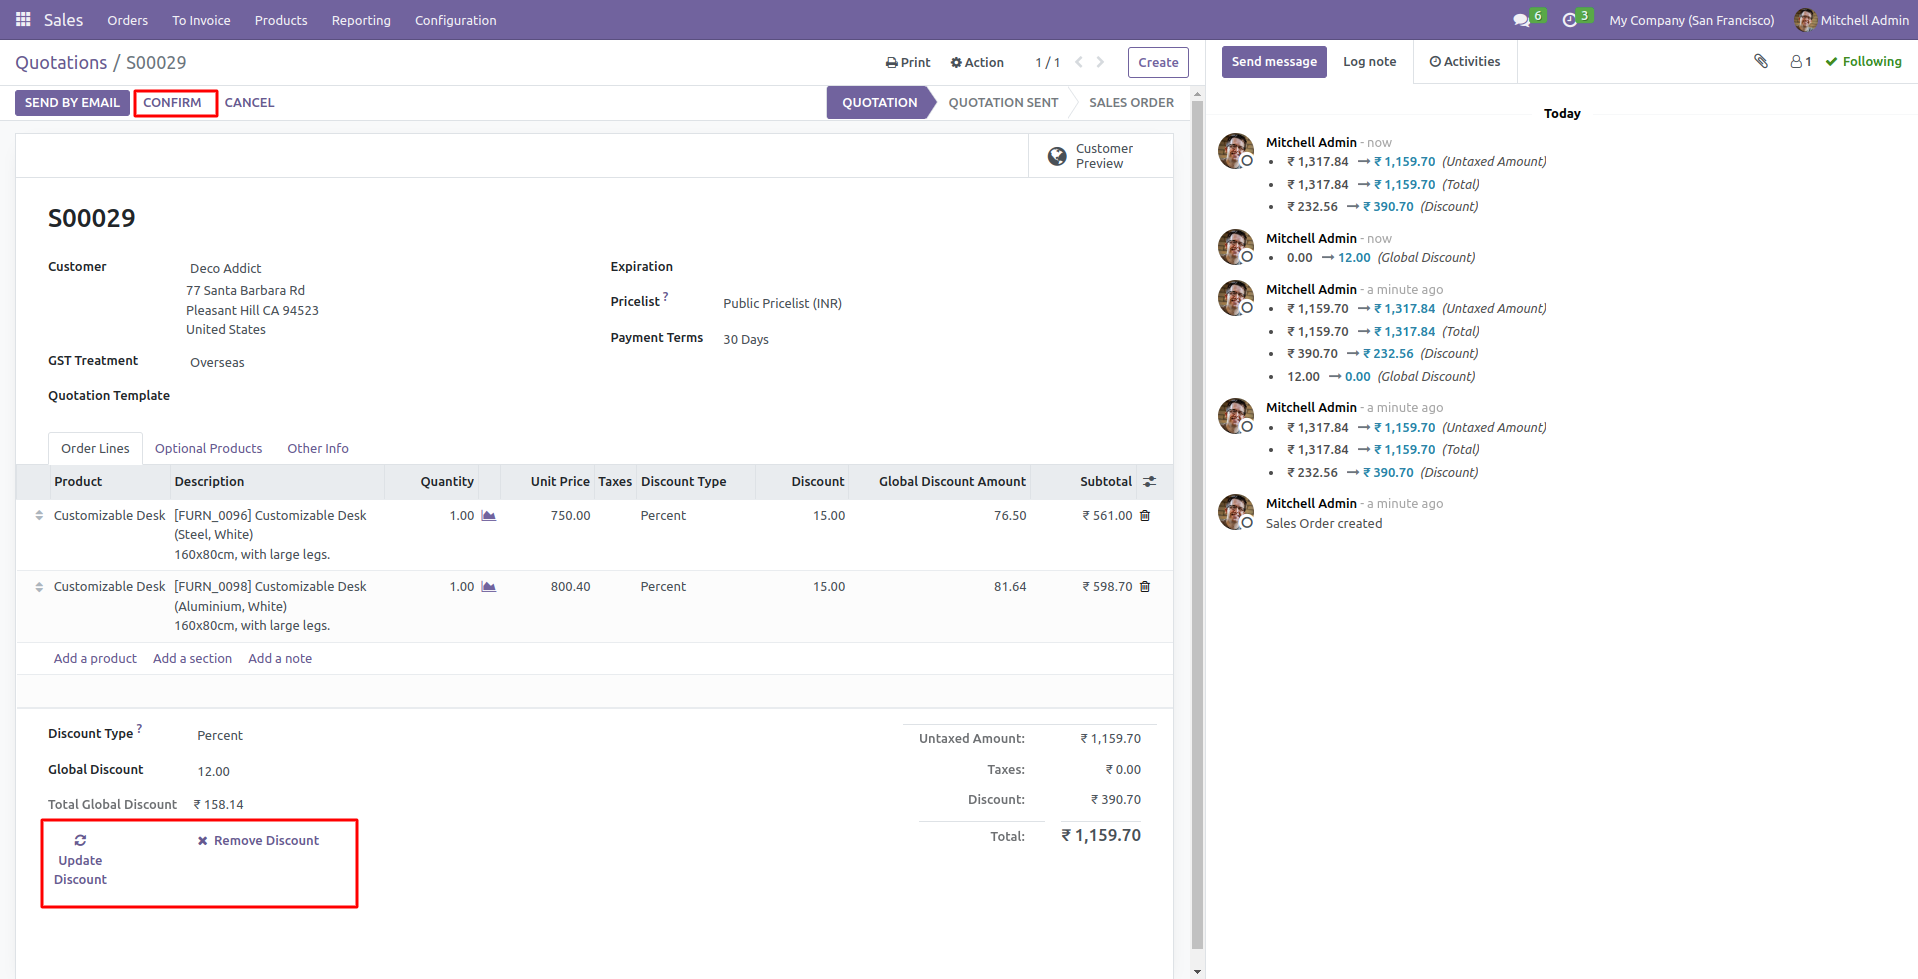 Sales Orders To Invoice Products Reporting Configuration 6 3 My Company (San Francisco) Mitchell Admin
Quotations / S00029 Print Action 1 / 1 Create
SEND BY EMAIL CONFIRM CANCEL QUOTATION QUOTATION SENT SALES ORDER
Customer
Preview
S00029
Customer Deco Addict
77 Santa Barbara Rd
Pleasant Hill CA 94523
United States
GST Treatment Overseas
Quotation Template
Expiration
Pricelist ? Public Pricelist (INR)
Payment Terms 30 Days
Order Lines Optional Products Other Info
Product Description Quantity Unit Price Taxes Discount Type Discount Global Discount Amount Subtotal
Customizable Desk [FURN_0096] Customizable Desk 1.00 750.00 Percent 15.00 76.50 ₹ 561.00
(Steel, White)
160x80cm, with large legs.
Customizable Desk [FURN_0098] Customizable Desk 1.00 800.40 Percent 15.00 81.64 ₹ 598.70
(Aluminium, White)
160x80cm, with large legs.
Add a product Add a section Add a note
Discount Type ? Percent
Global Discount 12.00
Total Global Discount ₹ 158.14
Update
Discount
Remove Discount
Untaxed Amount: ₹ 1,159.70
Taxes: ₹ 0.00
Discount: ₹ 390.70
Total: ₹ 1,159.70
Send message Log note Activities 1 Following
Today
Mitchell Admin - now
• ₹ 1,317.84 → ₹ 1,159.70 (Untaxed Amount)
• ₹ 1,317.84 → ₹ 1,159.70 (Total)
• ₹ 232.56 → ₹ 390.70 (Discount)
Mitchell Admin - now
• 0.00 → 12.00 (Global Discount)
Mitchell Admin - a minute ago
• ₹ 1,159.70 → ₹ 1,317.84 (Untaxed Amount)
• ₹ 1,159.70 → ₹ 1,317.84 (Total)
• ₹ 390.70 → ₹ 232.56 (Discount)
• 12.00 → 0.00 (Global Discount)
Mitchell Admin - a minute ago
• ₹ 1,317.84 → ₹ 1,159.70 (Untaxed Amount)
• ₹ 1,317.84 → ₹ 1,159.70 (Total)
• ₹ 232.56 → ₹ 390.70 (Discount)
Mitchell Admin - a minute ago
Sales Order created